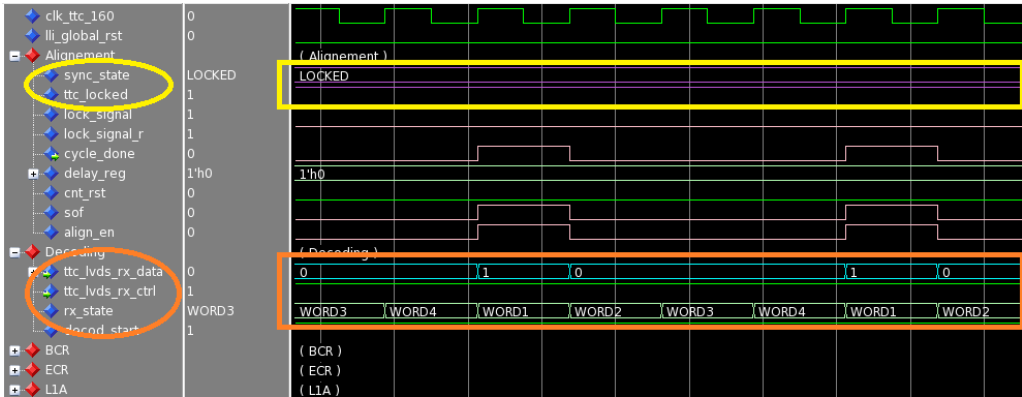 clk_ttc_160 0
lli_global_rst 0
Alignement ( Alignement )
sync_state LOCKED LOCKED
ttc_locked 1
lock_signal 1
lock_signal_r 1
cycle_done 0
delay_reg 1'h0 1'h0
cnt_rst 0
sof 0
align_en 0
Decoding ( Decoding )
ttc_lvds_rx_data 0 0 1 0 1 0
ttc_lvds_rx_ctrl 1
rx_state WORD3 WORD3 WORD4 WORD1 WORD2 WORD3 WORD4 WORD1 WORD2
decod_start 1
BCR ( BCR )
ECR ( ECR )
L1A ( L1A )